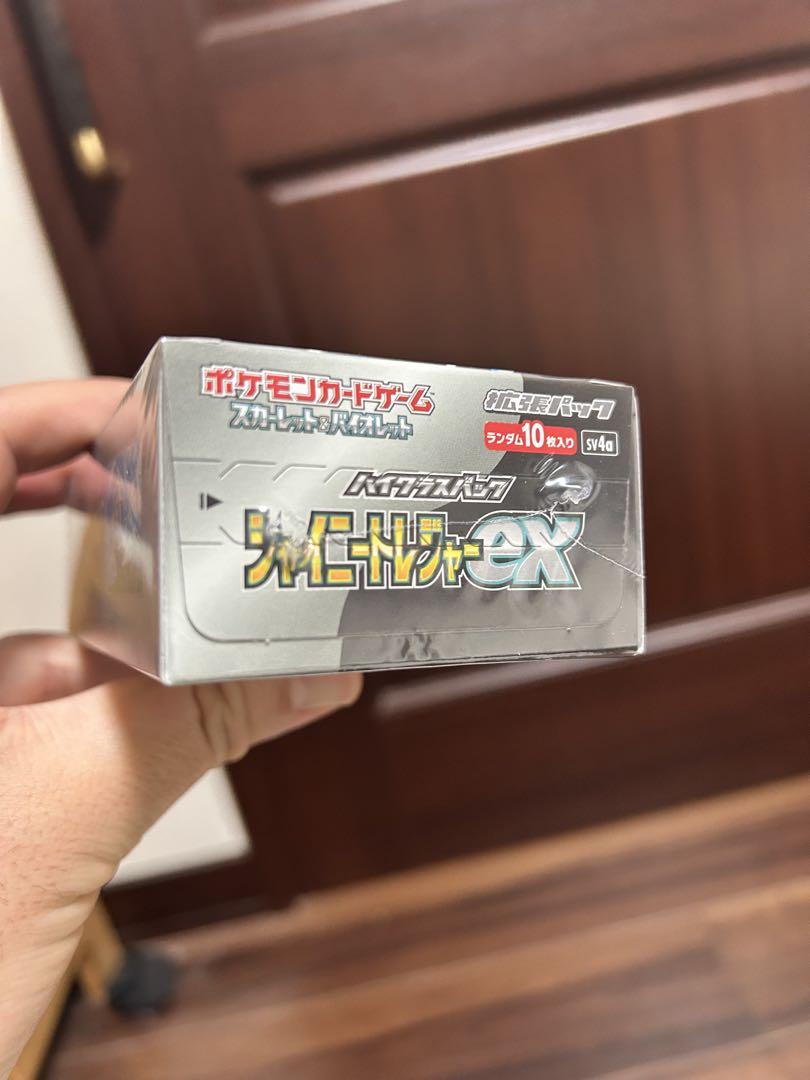 ポケモンカードゲーム
スカーレット&バイオレット
拡張パック
ランダム10枚入り
SV4a
ハイクラスパック
シャイニートレジャーex